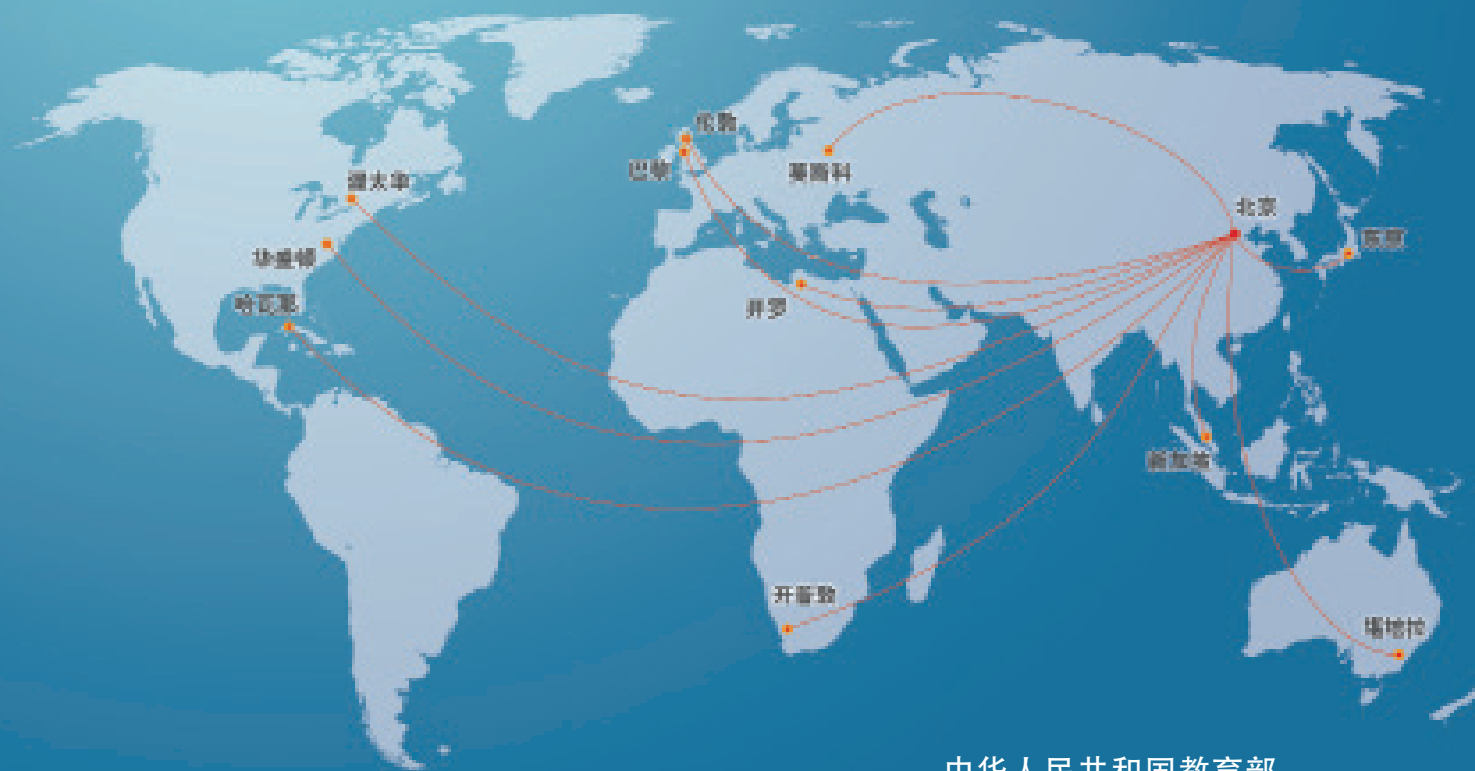 伦敦
巴黎
莫斯科
渥太华
北京
东京
华盛顿
哈瓦那
开罗
新加坡
开普敦
堪培拉
中华人民共和国教育部